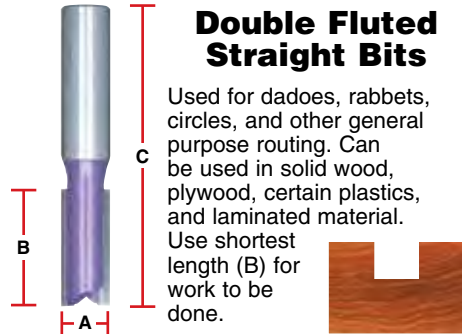 Double Fluted
Straight Bits
Used for dadoes, rabbets,
circles, and other general
purpose routing. Can
be used in solid wood,
plywood, certain plastics,
and laminated material.
Use shortest
length (B) for
work to be
done.
C
B
A